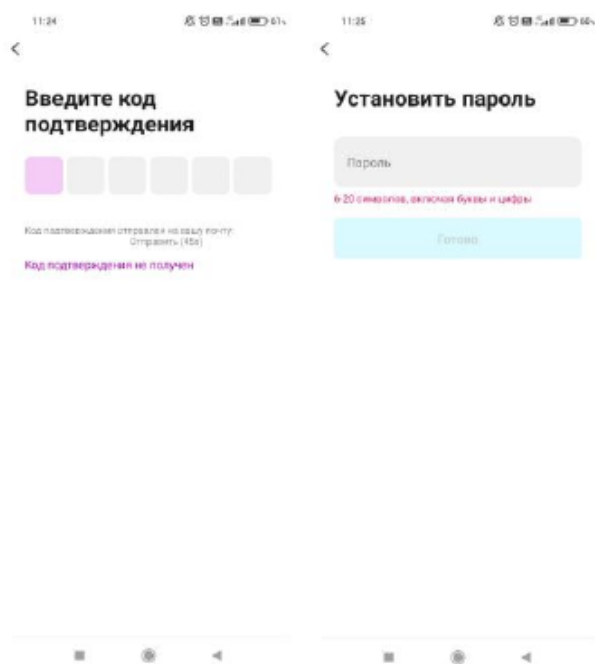 11:24
Введите код
подтверждения
Код подтверждения отправлен на вашу почту:
Отправить (45s)
Код подтверждения не получен
11:25
Установить пароль
Пароль
6-20 символов, включая буквы и цифры
Готово